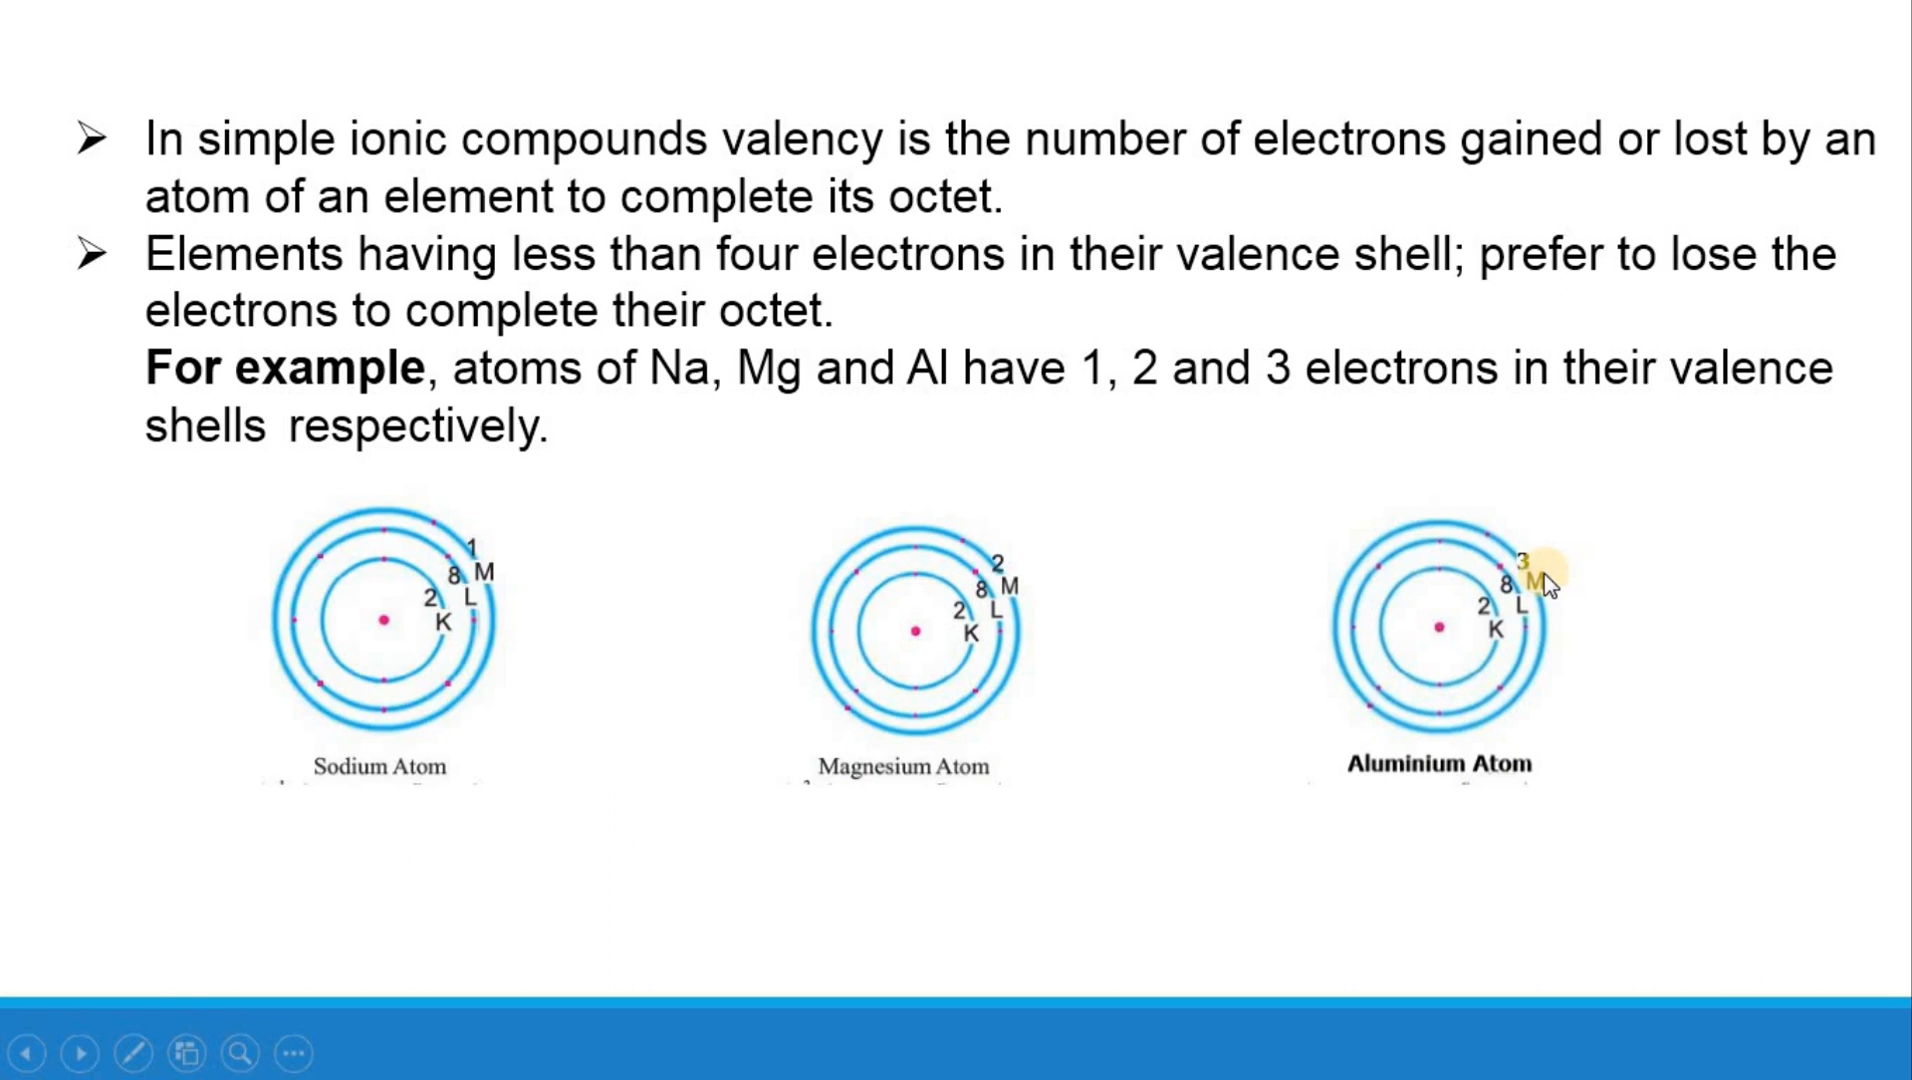 In simple ionic compounds valency is the number of electrons gained or lost by an
atom of an element to complete its octet.
Elements having less than four electrons in their valence shell; prefer to lose the
electrons to complete their octet.
For example, atoms of Na, Mg and Al have 1, 2 and 3 electrons in their valence
shells respectively.
1
8 M
2 L
K
Sodium Atom
2
8 M
2 L
K
Magnesium Atom
3
8 M
2 L
K
Aluminium Atom